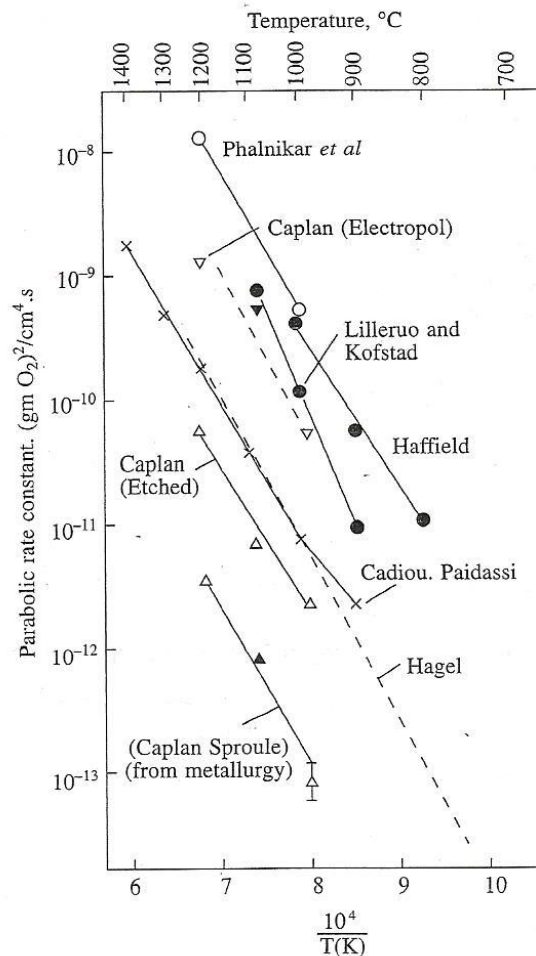 Temperature, °C
1400
1300
1200
1100
1000
900
800
700
10⁻⁸
Phalnikar et al
Caplan (Electropol)
10⁻⁹
Lilleruo and
Kofstad
10⁻¹⁰
Haffield
Caplan
(Etched)
10⁻¹¹
Cadiou. Paidassi
10⁻¹²
Hagel
(Caplan Sproule)
(from metallurgy)
10⁻¹³
Parabolic rate constant. (gm O₂)²/cm⁴.s
6
7
8
9
10
10⁴
T(K)